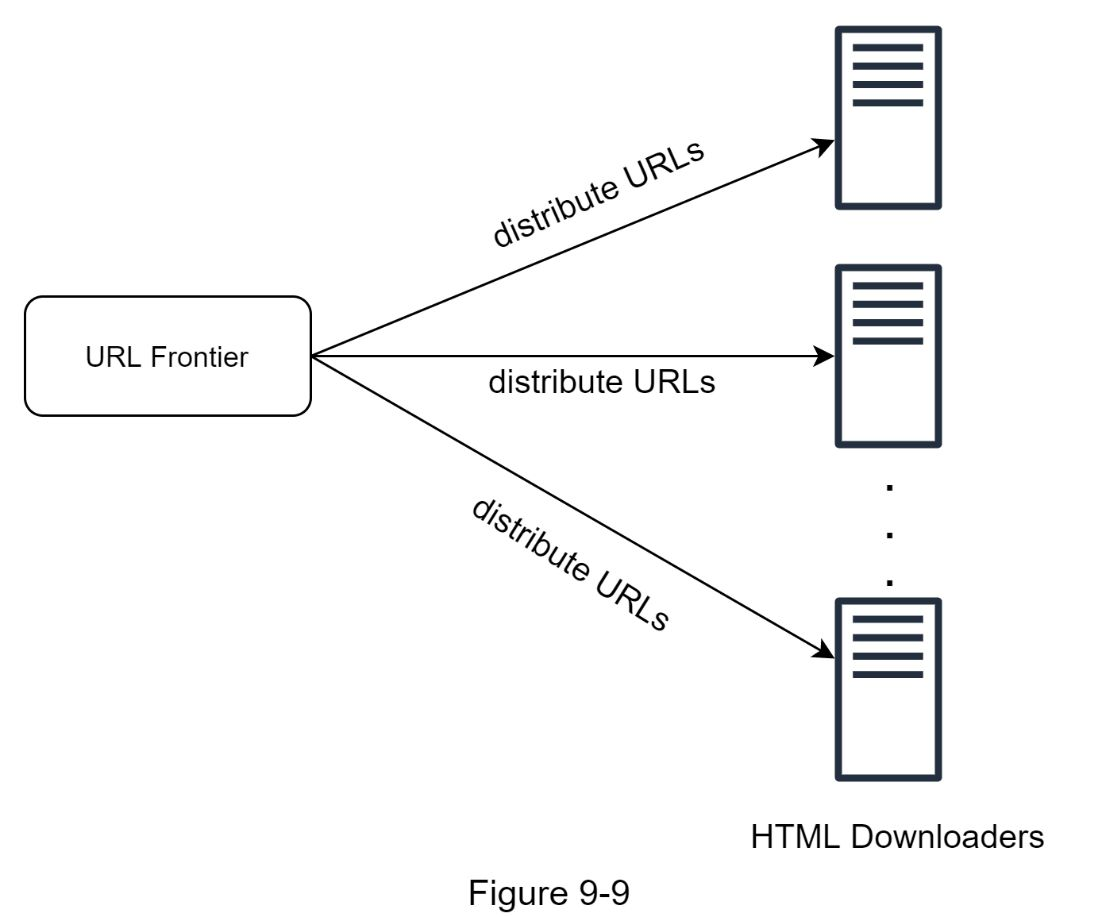 distribute URLs
URL Frontier
distribute URLs
distribute URLs
.
.
.
HTML Downloaders
Figure 9-9